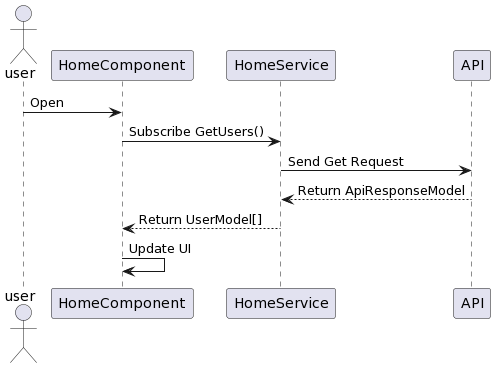 user
HomeComponent
HomeService
API
Open
Subscribe GetUsers()
Send Get Request
Return ApiResponseModel
Return UserModel[]
Update UI
user
HomeComponent
HomeService
API